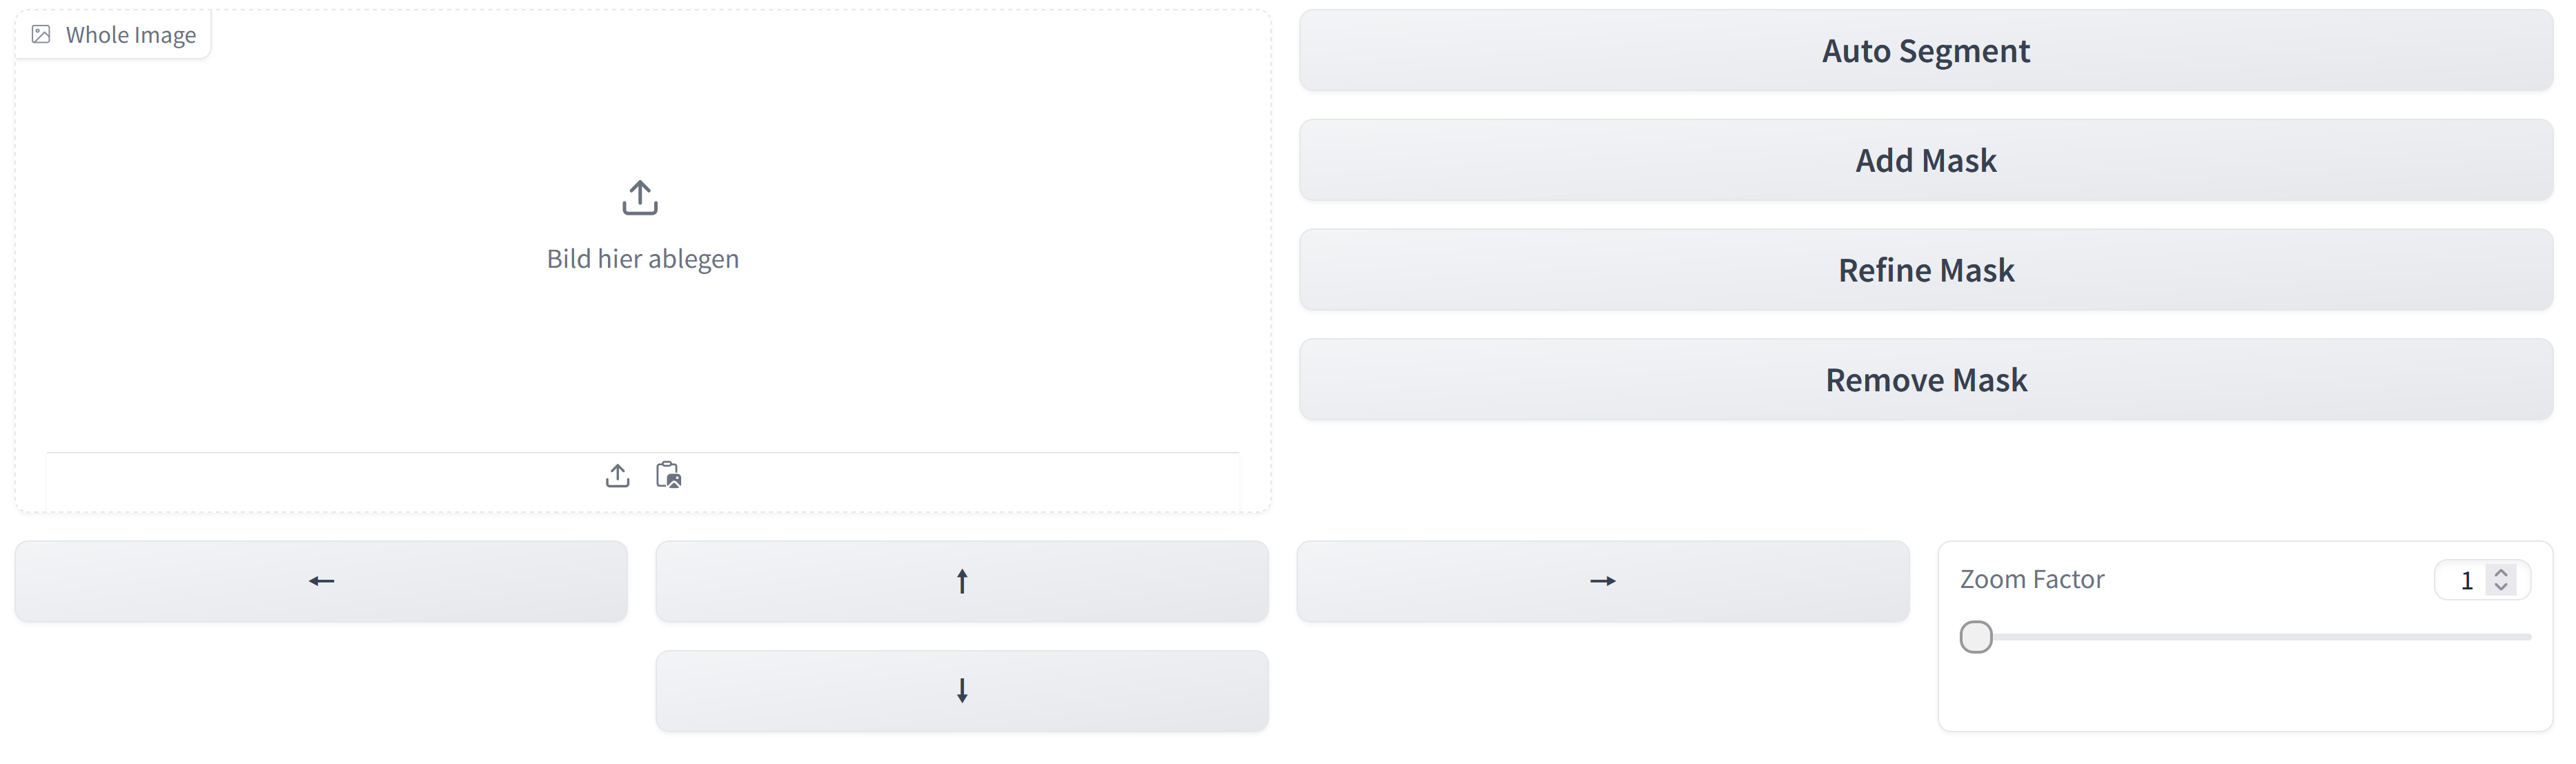 Whole Image
Bild hier ablegen
Auto Segment
Add Mask
Refine Mask
Remove Mask
←
↑
→
↓
Zoom Factor
1